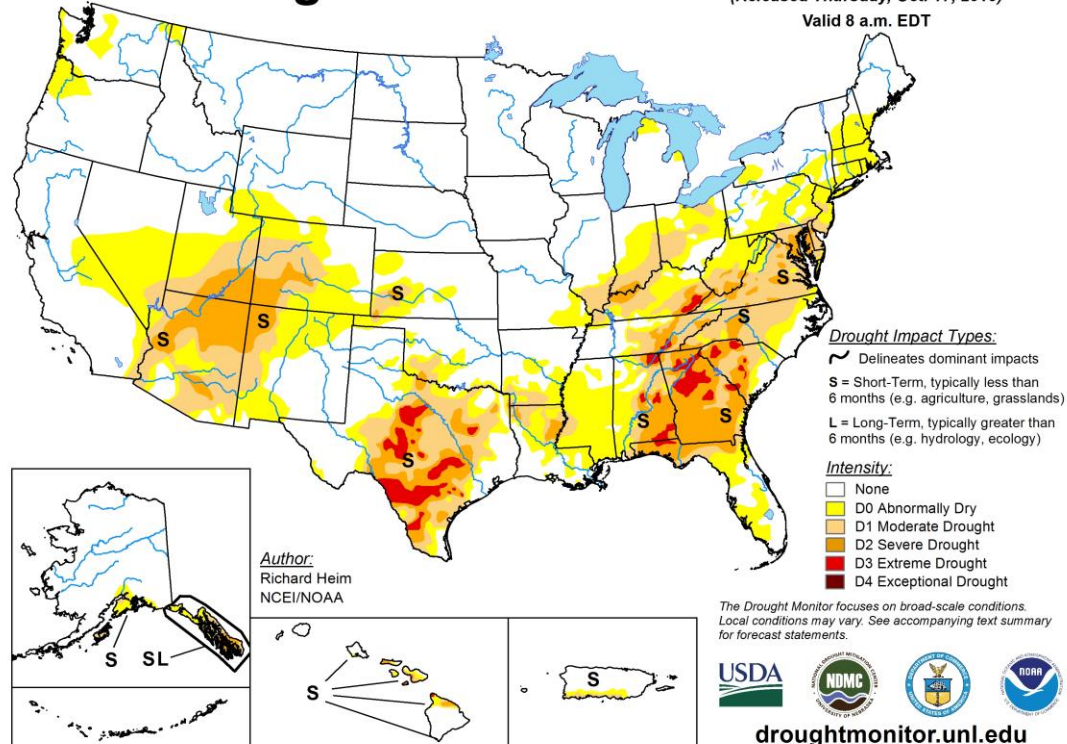 Valid 8 a.m. EDT
S
S
S
S
S
S
S
S
Drought Impact Types:
Delineates dominant impacts
S = Short-Term, typically less than
6 months (e.g. agriculture, grasslands)
L = Long-Term, typically greater than
6 months (e.g. hydrology, ecology)
Intensity:
None
D0 Abnormally Dry
D1 Moderate Drought
D2 Severe Drought
D3 Extreme Drought
D4 Exceptional Drought
Author:
Richard Heim
NCEI/NOAA
S
SL
S
S
The Drought Monitor focuses on broad-scale conditions.
Local conditions may vary. See accompanying text summary
for forecast statements.
USDA
NDMC
NOAA
droughtmonitor.unl.edu